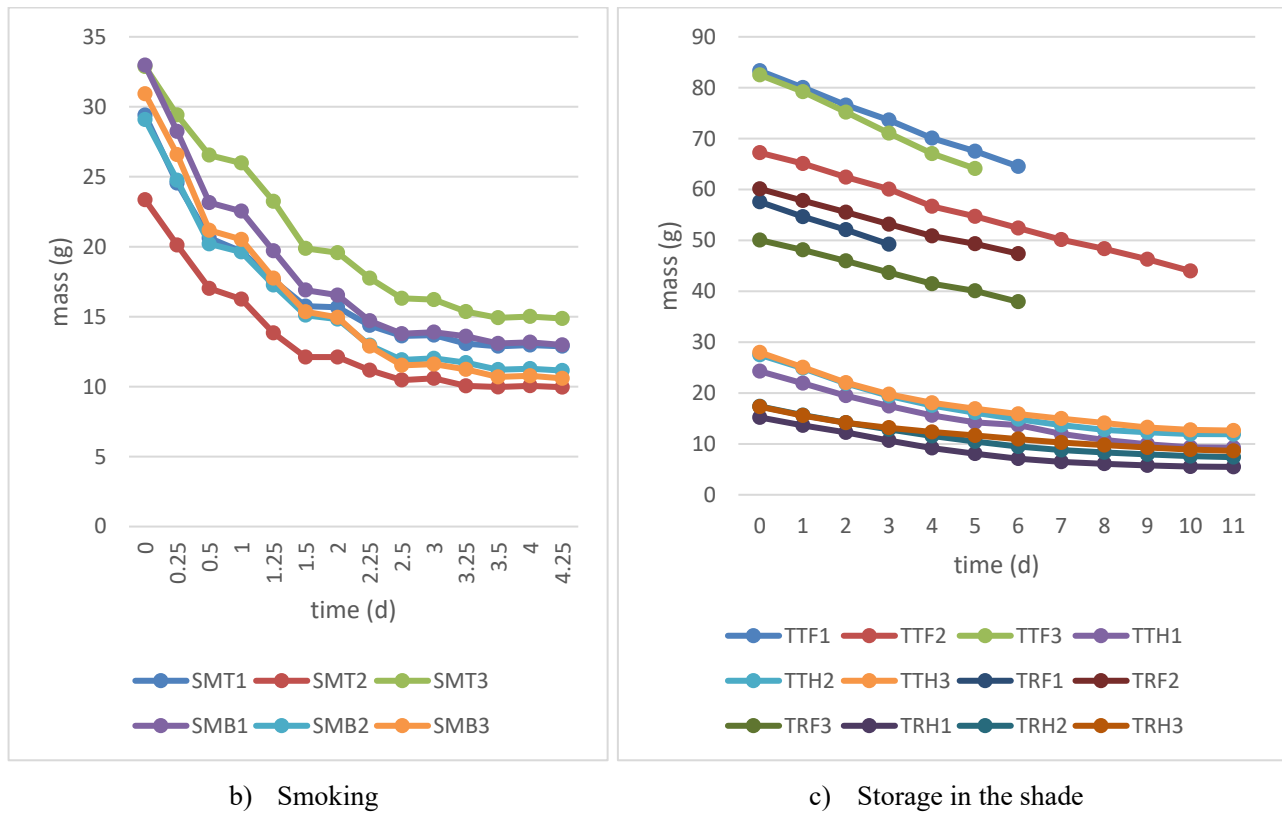 35
30
25
20
15
10
5
0
mass (g)
0 0.25 0.5 1 1.25 1.5 2 2.25 2.5 3 3.25 3.5 4 4.25
time (d)
SMT1 SMT2 SMT3
SMB1 SMB2 SMB3
b) Smoking
90
80
70
60
50
40
30
20
10
0
mass (g)
0 1 2 3 4 5 6 7 8 9 10 11
time (d)
TTF1 TTF2 TTF3 TTH1
TTH2 TTH3 TRF1 TRF2
TRF3 TRH1 TRH2 TRH3
c) Storage in the shade